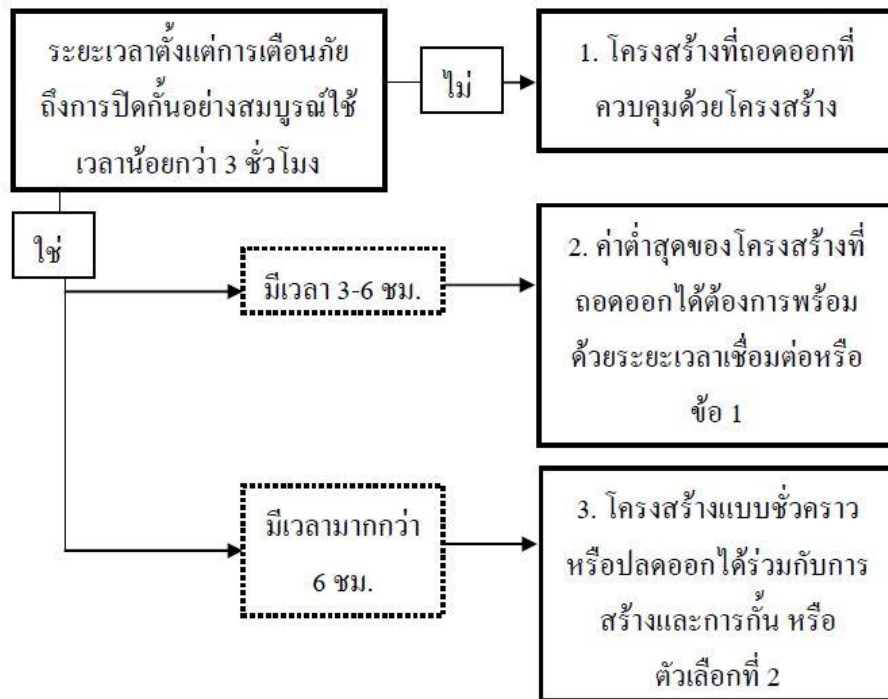 ระยะเวลาตั้งแต่การเตือนภัย
ถึงการปิดกั้นอย่างสมบูรณ์ใช้
เวลาน้อยกว่า 3 ชั่วโมง
ไม่
1. โครงสร้างที่ถอดออกที่
ควบคุมด้วยโครงสร้าง
ใช่
มีเวลา 3-6 ชม.
2. ค่าต่ำสุดของโครงสร้างที่
ถอดออกได้ต้องการพร้อม
ด้วยระยะเวลาเชื่อมต่อหรือ
ข้อ 1
มีเวลามากกว่า
6 ชม.
3. โครงสร้างแบบชั่วคราว
หรือปลดออกได้ร่วมกับการ
สร้างและการกั้น หรือ
ตัวเลือกที่ 2